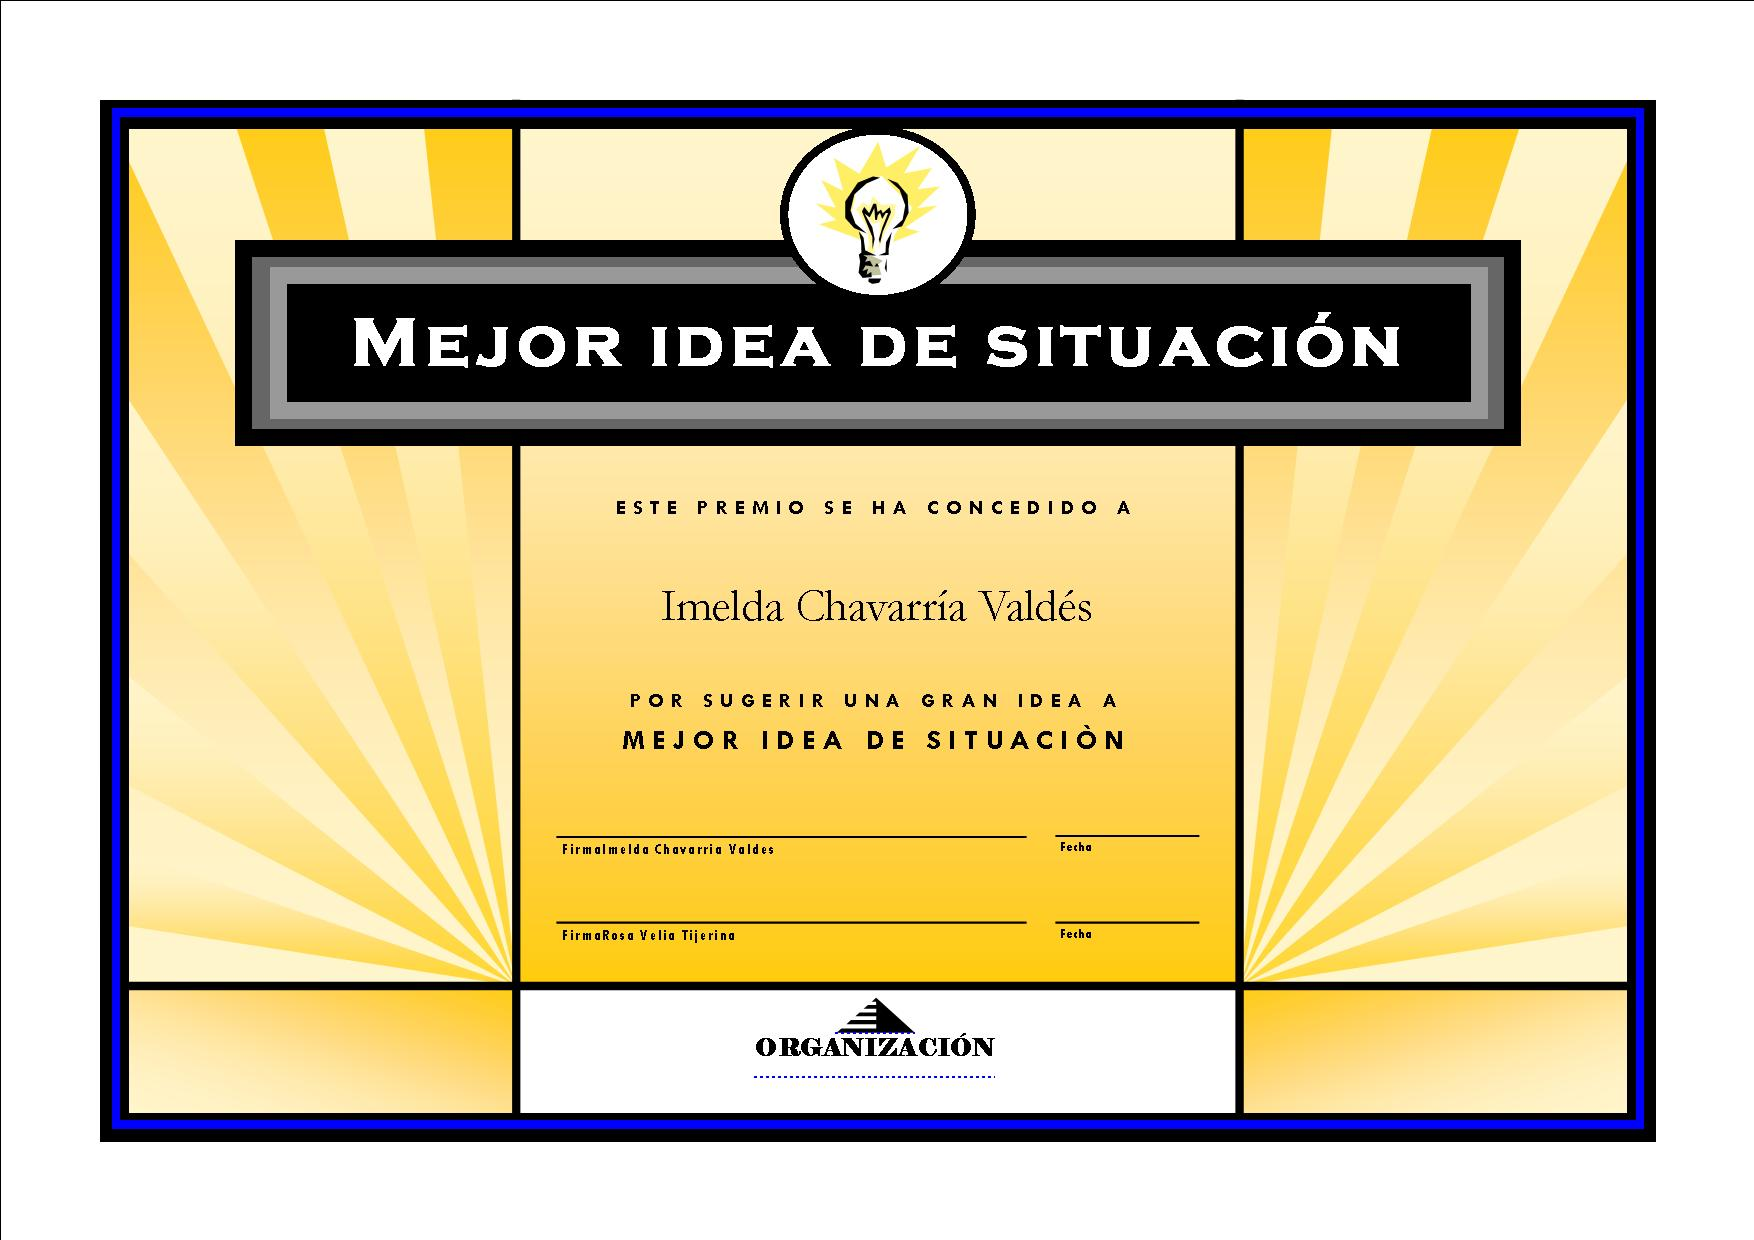 MEJOR IDEA DE SITUACIÓN
ESTE PREMIO SE HA CONCEDIDO A
Imelda Chavarría Valdés
POR SUGERIR UNA GRAN IDEA A
MEJOR IDEA DE SITUACIÒN
FirmaImelda Chavarria Valdes Fecha
FirmaRosa Velia Tijerina Fecha
ORGANIZACIÓN